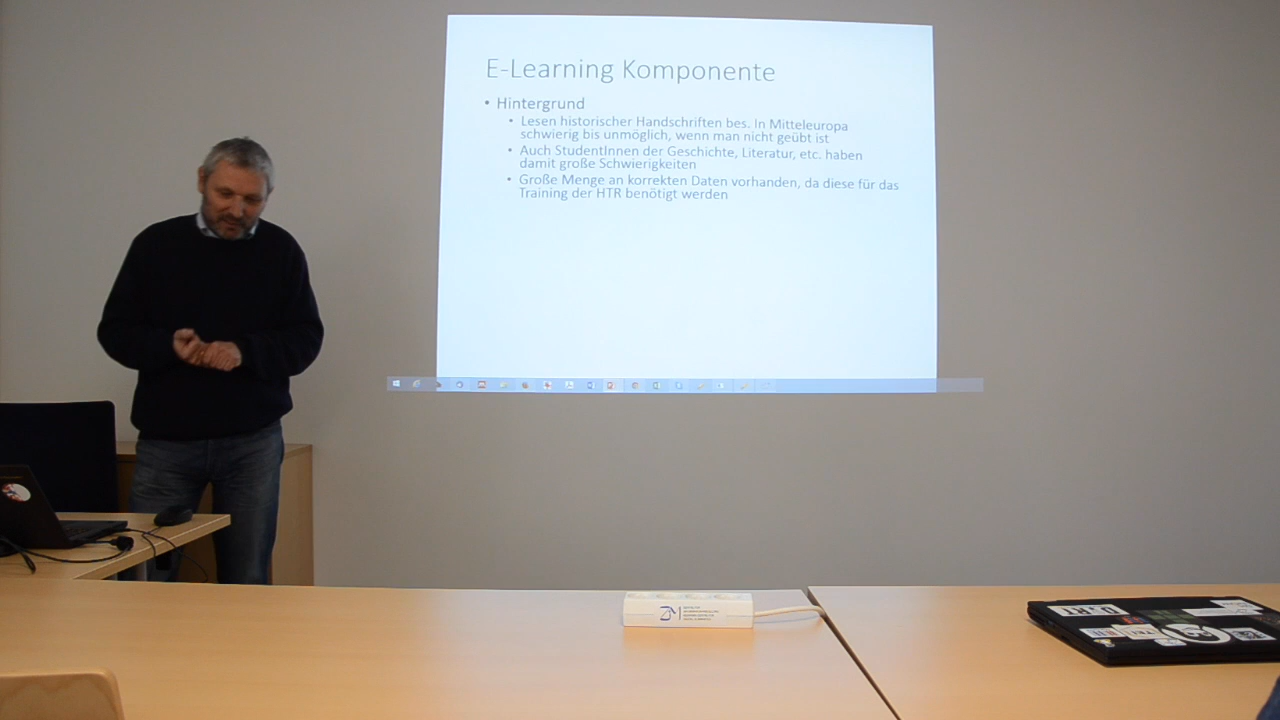 E-Learning Komponente
• Hintergrund
• Lesen historischer Handschriften bes. In Mitteleuropa
schwierig bis unmöglich, wenn man nicht geübt ist
• Auch StudentInnen der Geschichte, Literatur, etc. haben
damit große Schwierigkeiten
• Große Menge an korrekten Daten vorhanden, da diese für das
Training der HTR benötigt werden